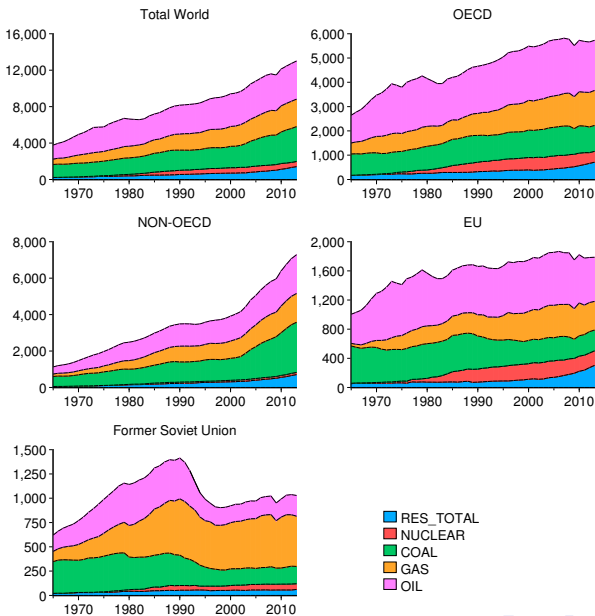 Total World
16,000
12,000
8,000
4,000
0
1970 1980 1990 2000 2010
OECD
6,000
5,000
4,000
3,000
2,000
1,000
0
1970 1980 1990 2000 2010
NON-OECD
8,000
6,000
4,000
2,000
0
1970 1980 1990 2000 2010
EU
2,000
1,600
1,200
800
400
0
1970 1980 1990 2000 2010
Former Soviet Union
1,500
1,250
1,000
750
500
250
0
1970 1980 1990 2000 2010
RES_TOTAL
NUCLEAR
COAL
GAS
OIL